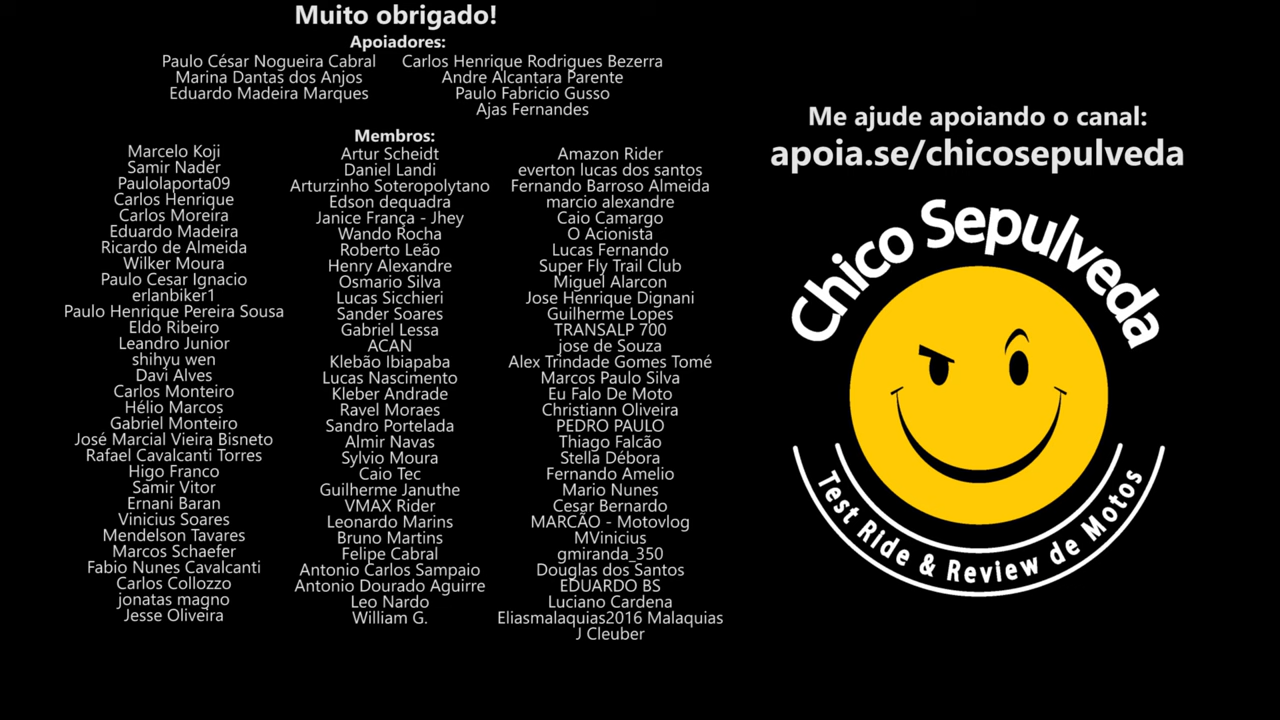 Muito obrigado!
Apoiadores:
Paulo César Nogueira Cabral
Marina Dantas dos Anjos
Eduardo Madeira Marques
Carlos Henrique Rodrigues Bezerra
Andre Alcantara Parente
Paulo Fabricio Gusso
Ajas Fernandes
Membros:
Marcelo Koji
Samir Nader
Paulolaporta09
Carlos Henrique
Carlos Moreira
Eduardo Madeira
Ricardo de Almeida
Wilker Moura
Paulo Cesar Ignacio
erlanbiker1
Paulo Henrique Pereira Sousa
Eldo Ribeiro
Leandro Junior
shihyu wen
Davi Alves
Carlos Monteiro
Hélio Marcos
Gabriel Monteiro
José Marcial Vieira Bisneto
Rafael Cavalcanti Torres
Higo Franco
Samir Vitor
Ernani Baran
Vinicius Soares
Mendelson Tavares
Marcos Schaefer
Fabio Nunes Cavalcanti
Carlos Collozzo
jonatas magno
Jesse Oliveira
Artur Scheidt
Daniel Landi
Arturzinho Soteropolytano
Edson dequadra
Janice França - Jhey
Wando Rocha
Roberto Leão
Henry Alexandre
Osmario Silva
Lucas Sicchieri
Sander Soares
Gabriel Lessa
ACAN
Klebão Ibiapaba
Lucas Nascimento
Kleber Andrade
Ravel Moraes
Sandro Portelada
Almir Navas
Sylvio Moura
Caio Tec
Guilherme Januthe
VMAX Rider
Leonardo Marins
Bruno Martins
Felipe Cabral
Antonio Carlos Sampaio
Antonio Dourado Aguirre
Leo Nardo
William G.
Amazon Rider
everton lucas dos santos
Fernando Barroso Almeida
marcio alexandre
Caio Camargo
O Acionista
Lucas Fernando
Super Fly Trail Club
Miguel Alarcon
Jose Henrique Dignani
Guilherme Lopes
TRANSALP 700
jose de Souza
Alex Trindade Gomes Tomé
Marcos Paulo Silva
Eu Falo De Moto
Christiann Oliveira
PEDRO PAULO
Thiago Falcão
Stella Débora
Fernando Amelio
Mario Nunes
Cesar Bernardo
MARCÃO - Motovlog
MVinicius
gmiranda_350
Douglas dos Santos
EDUARDO BS
Luciano Cardena
Eliasmalaquias2016 Malaquias
J Cleuber
Me ajude apoiando o canal:
apoia.se/chicosepulveda
Chico Sepulveda
Test Ride & Review de Motos